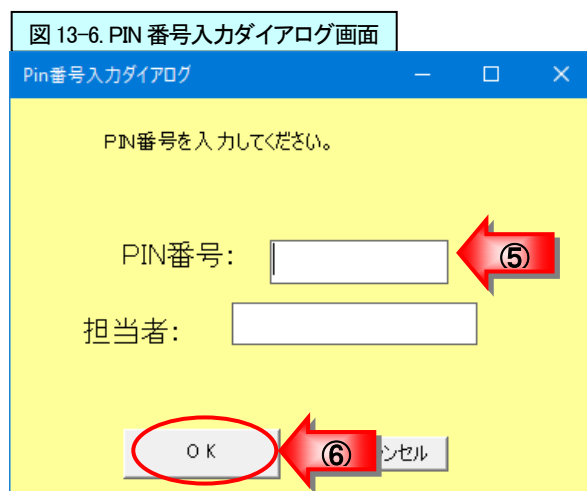 図 13-6. PIN 番号入力ダイアログ画面
Pin番号入力ダイアログ
PIN番号を入力してください。
PIN番号:
⑤
担当者:
OK
⑥
ンセル